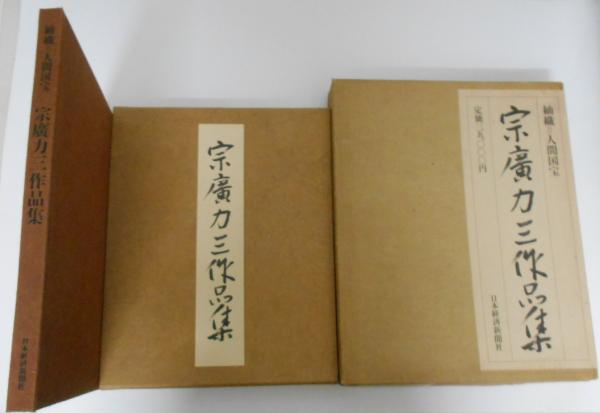 紬織=人間国宝
宗廣力三作品集
日本経済新聞社
宗廣力三作品集
紬織=人間国宝
宗廣力三作品集
定価一五〇〇〇円
日本経済新聞社